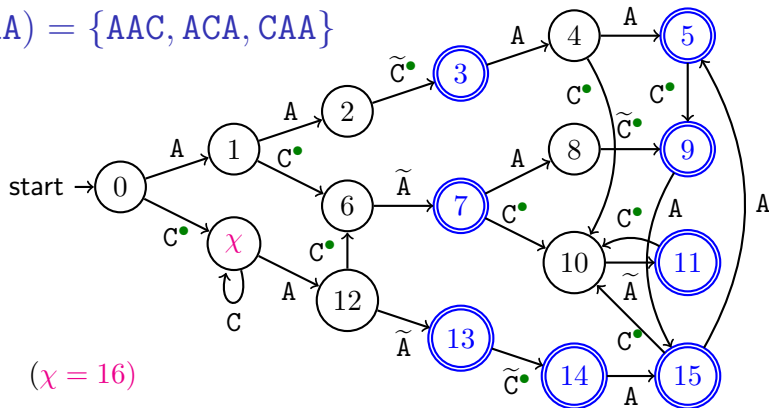 A) = {AAC, ACA, CAA}
A
4
A
5
C̃•
3
C•
C•
A
2
C̃•
A
1
A
8
9
C•
start
0
Ã
A
6
7
C•
C•
A
C•
χ
C•
10
11
A
Ã
C
12
Ã
13
C•
C̃•
(χ = 16)
14
A
15